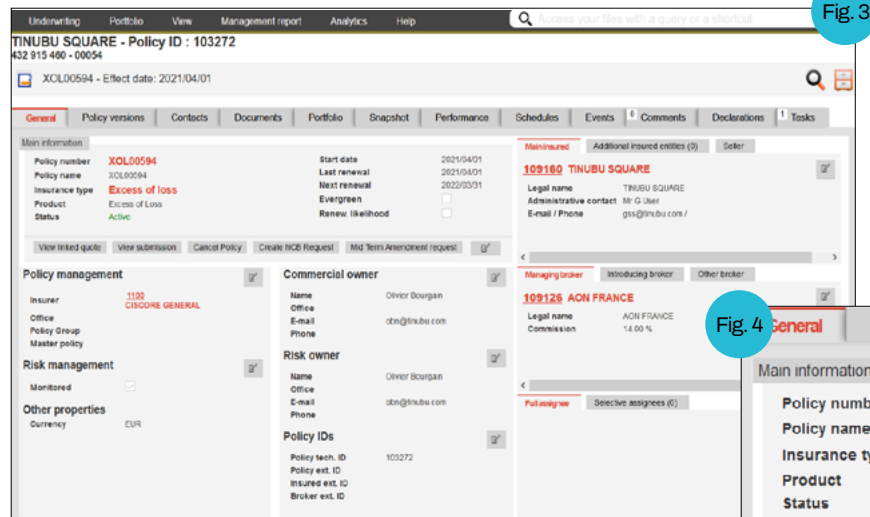 Fig. 3
Underwriting Portfolio View Management report Analytics Help
Access your files with a query or a shortcut
TINUBU SQUARE - Policy ID : 103272
432 915 460 - 00054
XOL00594 - Effect date: 2021/04/01
General Policy versions Contacts Documents Portfolio Snapshot Performance Schedules Events 0 Comments Declarations 1 Tasks
Main information
Policy number XOL00594
Policy name XOL00594
Insurance type Excess of loss
Product Excess of Loss
Status Active
Start date 2021/04/01
Last renewal 2021/04/01
Next renewal 2022/03/31
Evergreen
Renew. likelihood
View linked quote View submission Cancel Policy Create NCB Request Mid Term Amendment request
Main insured Additional insured entities (0) Seller
109160 TINUBU SQUARE
Legal name TINUBU SQUARE
Administrative contact Mr G User
E-mail / Phone gss@tinubu.com /
Policy management
Insurer 1100
CISCORE GENERAL
Office
Policy Group
Master policy
Risk management
Monitored
Other properties
Currency EUR
Commercial owner
Name Olivier Bourgain
Office
E-mail obn@tinubu.com
Phone
Risk owner
Name Olivier Bourgain
Office
E-mail obn@tinubu.com
Phone
Policy IDs
Policy tech. ID 103272
Policy ext. ID
Insured ext. ID
Broker ext. ID
Managing broker Introducing broker Other broker
109126 AON FRANCE
Legal name AON FRANCE
Commission 14.00 %
Full assignee Selective assignees (0)
Fig. 4
General
Main information
Policy numb
Policy name
Insurance ty
Product
Status